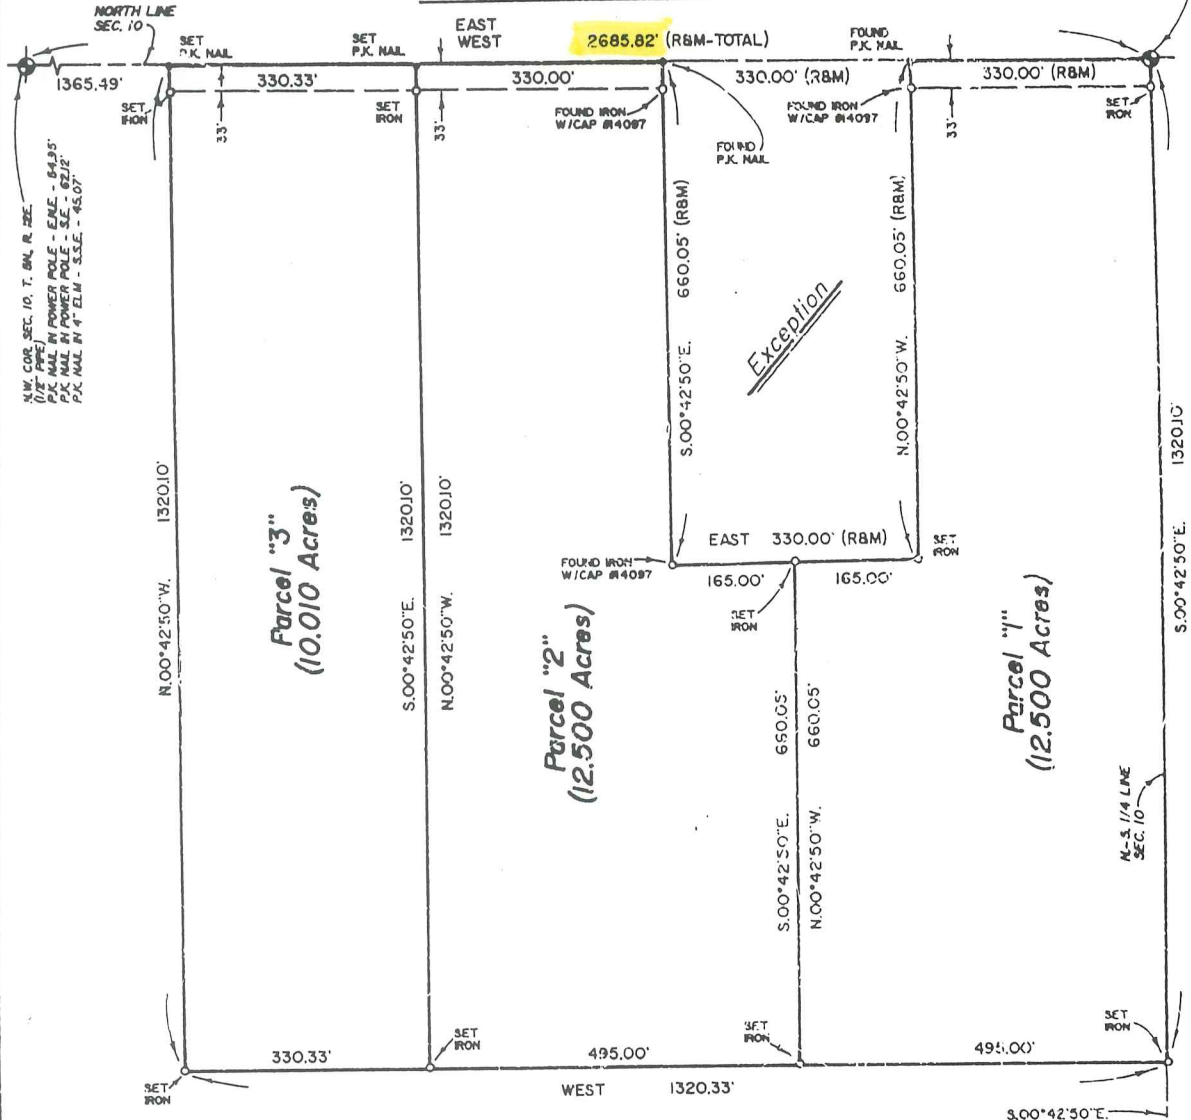 NORTH LINE
SEC. 10
SET
P.K. NAIL
SET
P.K. NAIL
EAST
WEST
2685.82' (R&M-TOTAL)
FOUND
P.K. NAIL
1365.49'
330.33'
330.00'
330.00' (R&M)
330.00' (R&M)
SET
IRON
33'
SET
IRON
33'
FOUND IRON
W/CAP #14097
FOUND
P.K. NAIL
FOUND IRON
W/CAP #14097
33'
SET
IRON
N.W. COR. SEC. 10, T.
(1/2" PIPE)
P.K. NAIL IN POWER POLE - E.N.E. - 64.95'
P.K. NAIL IN POWER POLE - S.E. - 62.12'
P.K. NAIL IN 4" ELM - S.S.E. - 45.07'
660.05' (R&M)
S.00°42'50"E.
Exception
660.05' (R&M)
N.00°42'50"W.
1320.10'
N.00°42'50"W.
Parcel "3"
(10.010 Acres)
1320.10'
S.00°42'50"E.
1320.10'
N.00°42'50"W.
1320.10'
S.00°42'50"E.
EAST 330.00' (R&M)
SET
IRON
FOUND IRON
W/CAP #14097
165.00'
165.00'
SET
IRON
Parcel "2"
(12.500 Acres)
660.05'
S.00°42'50"E.
660.05'
N.00°42'50"W.
Parcel "1"
(12.500 Acres)
N.-S. 1/4 LINE
SEC. 10
330.33'
SET
IRON
495.00'
SET
IRON
495.00'
SET
IRON
SET
IRON
WEST 1320.33'
S.00°42'50"E.